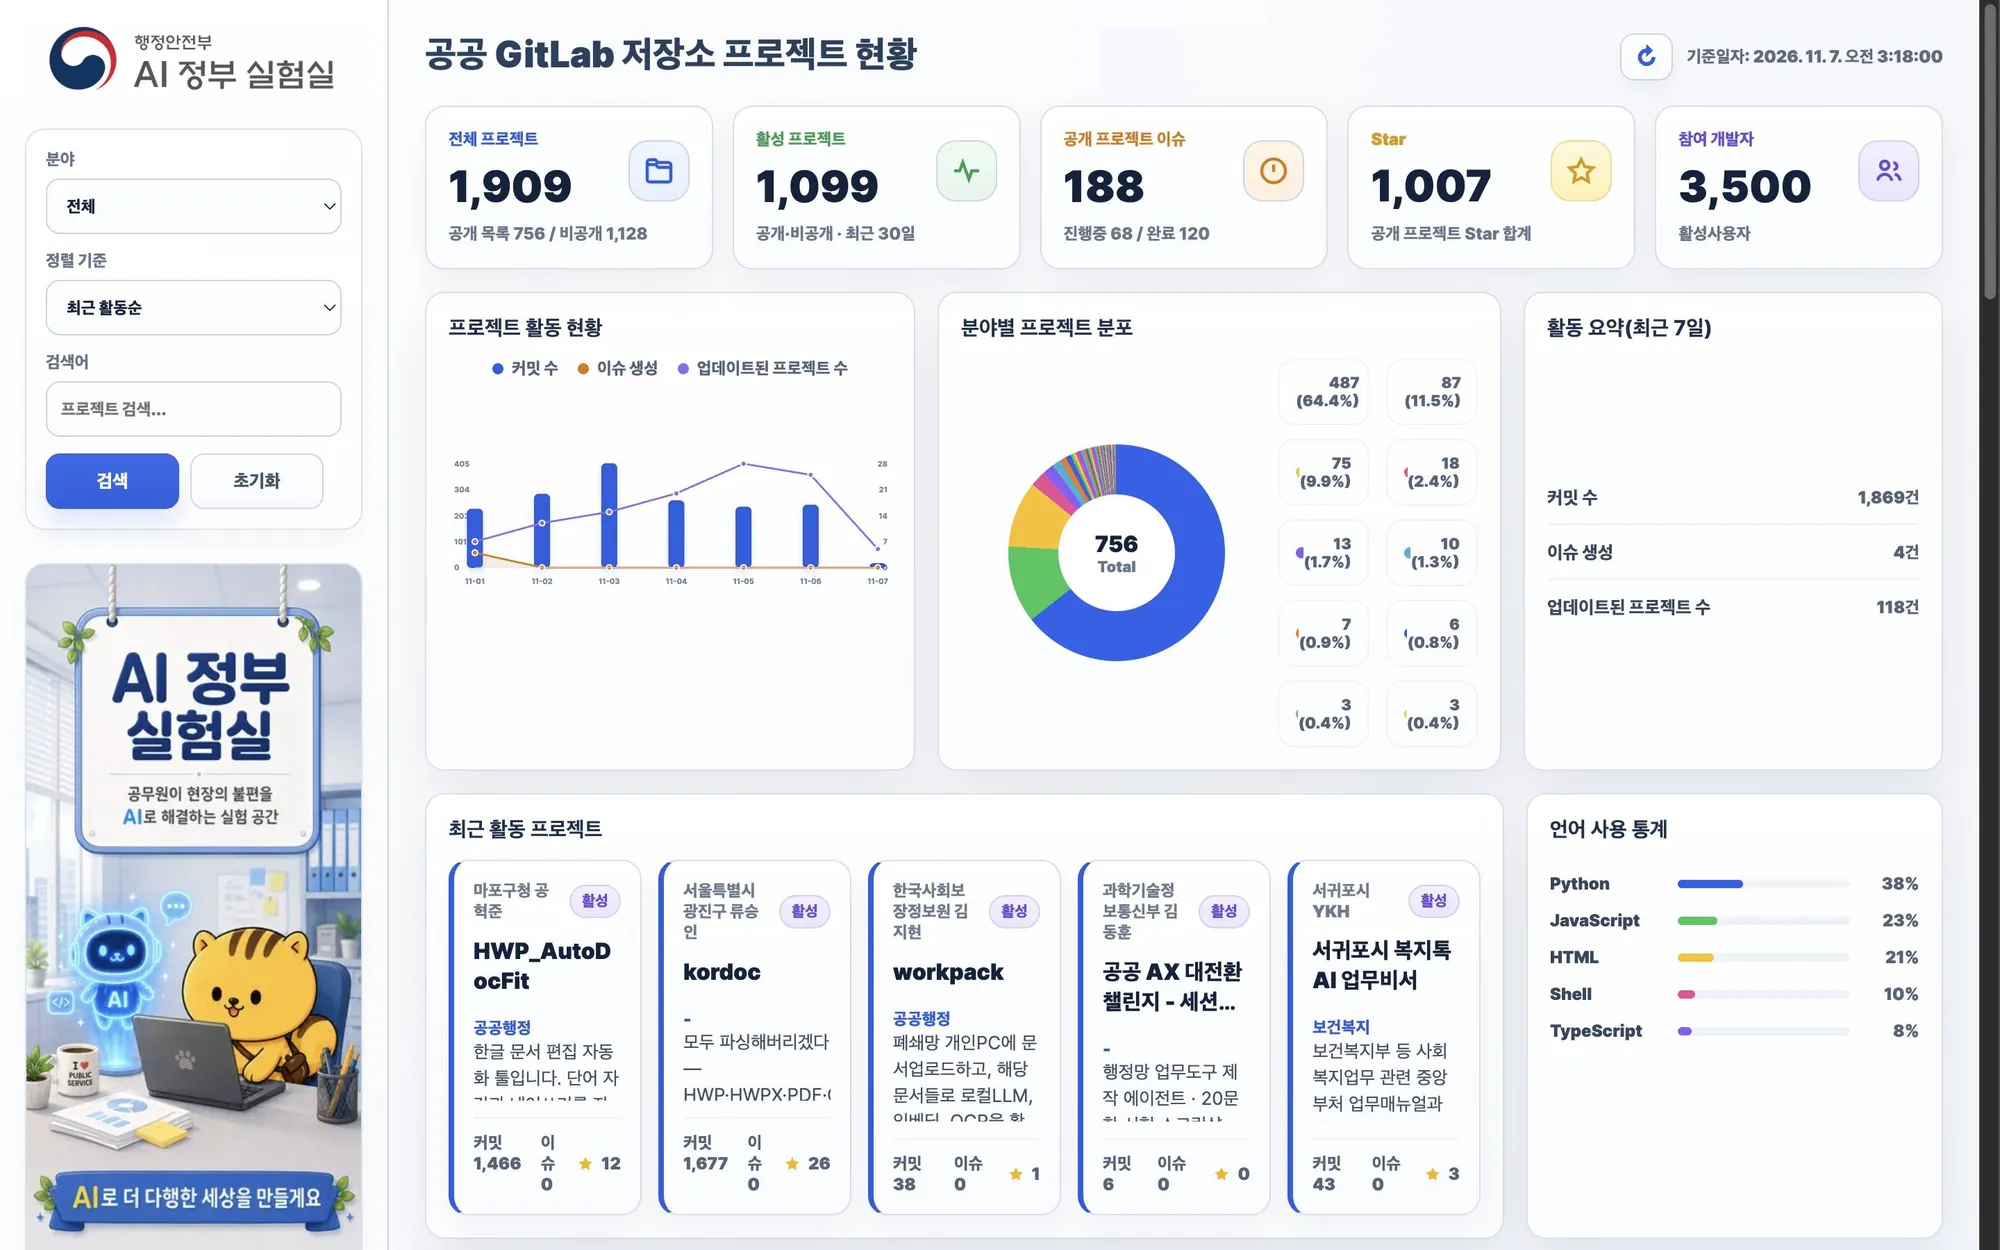 행정안전부
AI 정부 실험실
분야
전체
정렬 기준
최근 활동순
검색어
프로젝트 검색...
검색
초기화
AI 정부
실험실
공무원이 현장의 불편을
AI로 해결하는 실험 공간
AI
</>
I ♥
PUBLIC
SERVICE
AI로 더 다행한 세상을 만들게요
공공 GitLab 저장소 프로젝트 현황
기준일자: 2026. 11. 7. 오전 3:18:00
전체 프로젝트
1,909
공개 목록 756 / 비공개 1,128
활성 프로젝트
1,099
공개·비공개 · 최근 30일
공개 프로젝트 이슈
188
진행중 68 / 완료 120
Star
1,007
공개 프로젝트 Star 합계
참여 개발자
3,500
활성사용자
프로젝트 활동 현황
커밋 수
이슈 생성
업데이트된 프로젝트 수
405
304
203
101
0
28
21
14
7
0
11-01
11-02
11-03
11-04
11-05
11-06
11-07
분야별 프로젝트 분포
756
Total
487
(64.4%)
87
(11.5%)
75
(9.9%)
18
(2.4%)
13
(1.7%)
10
(1.3%)
7
(0.9%)
6
(0.8%)
3
(0.4%)
3
(0.4%)
활동 요약(최근 7일)
커밋 수 1,869건
이슈 생성 4건
업데이트된 프로젝트 수 118건
최근 활동 프로젝트
마포구청 공
혁준
활성
HWP_AutoD
ocFit
공공행정
한글 문서 편집 자동
화 툴입니다. 단어 자
커밋
1,466
이
슈
0
★ 12
서울특별시
광진구 류승
인
활성
kordoc
-
모두 파싱해버리겠다
—
HWP·HWPX·PDF·
커밋
1,677
이
슈
0
★ 26
한국사회보
장정보원 김
지현
활성
workpack
공공행정
폐쇄망 개인PC에 문
서업로드하고, 해당
문서들로 로컬LLM,
임베딩, OCR을 활
커밋
38
이슈
0
★ 1
과학기술정
보통신부 김
동훈
활성
공공 AX 대전환
챌린지 - 세션...
-
행정망 업무도구 제
작 에이전트 · 20문
커밋
6
이슈
0
★ 0
서귀포시
YKH
활성
서귀포시 복지톡
AI 업무비서
보건복지
보건복지부 등 사회
복지업무 관련 중앙
부처 업무매뉴얼과
커밋
43
이슈
0
★ 3
언어 사용 통계
Python 38%
JavaScript 23%
HTML 21%
Shell 10%
TypeScript 8%